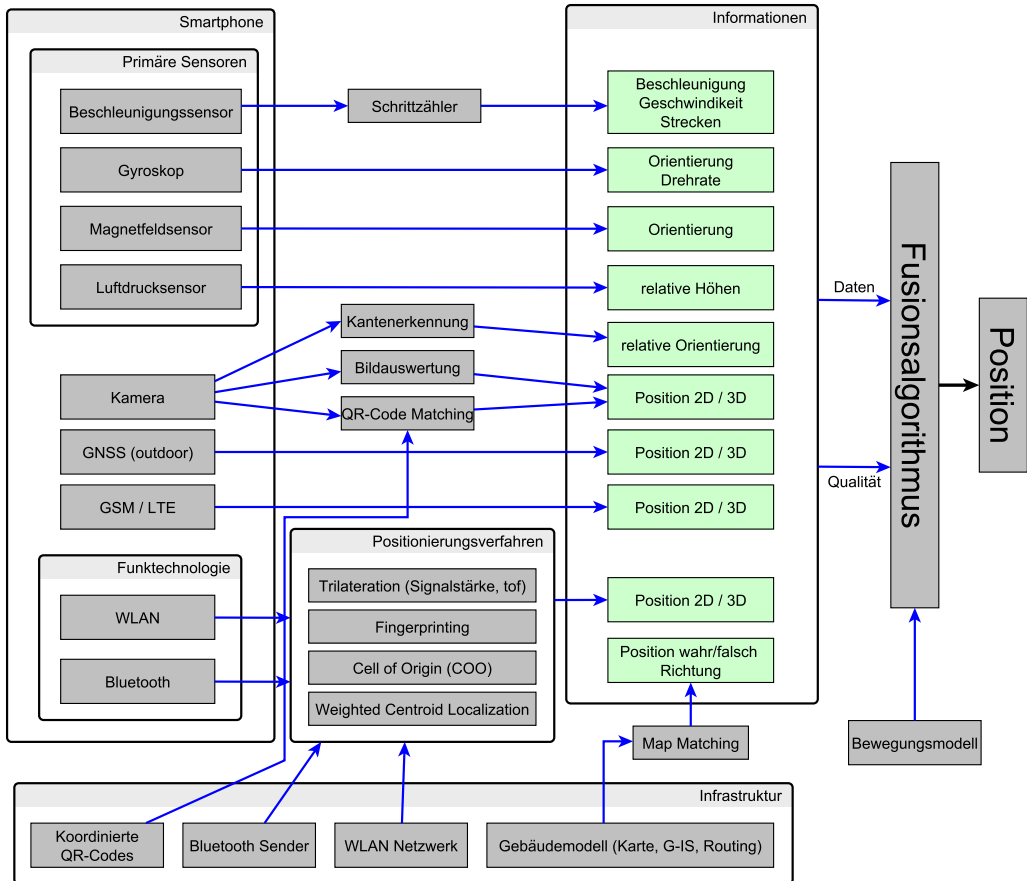 Smartphone
Primäre Sensoren
Beschleunigungssensor
Gyroskop
Magnetfeldsensor
Luftdrucksensor
Kamera
GNSS (outdoor)
GSM / LTE
Funktechnologie
WLAN
Bluetooth
Schrittzähler
Kantenerkennung
Bildauswertung
QR-Code Matching
Positionierungsverfahren
Trilateration (Signalstärke, tof)
Fingerprinting
Cell of Origin (COO)
Weighted Centroid Localization
Informationen
Beschleunigung
Geschwindikeit
Strecken
Orientierung
Drehrate
Orientierung
relative Höhen
relative Orientierung
Position 2D / 3D
Position 2D / 3D
Position 2D / 3D
Position 2D / 3D
Position wahr/falsch
Richtung
Map Matching
Daten
Qualität
Fusionsalgorithmus
Position
Bewegungsmodell
Infrastruktur
Koordinierte
QR-Codes
Bluetooth Sender
WLAN Netzwerk
Gebäudemodell (Karte, G-IS, Routing)